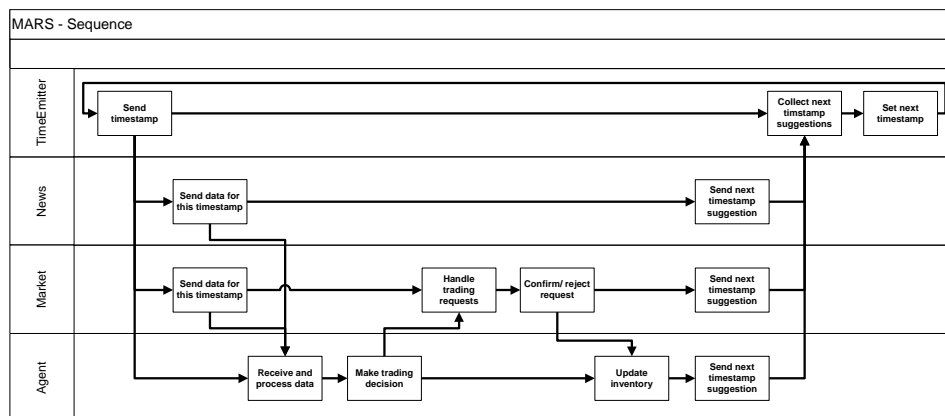 MARS - Sequence
TimeEmitter
Send
timestamp
Collect next
timstamp
suggestions
Set next
timestamp
News
Send data for
this timestamp
Send next
timestamp
suggestion
Market
Send data for
this timestamp
Handle
trading
requests
Confirm/ reject
request
Send next
timestamp
suggestion
Agent
Receive and
process data
Make trading
decision
Update
inventory
Send next
timestamp
suggestion